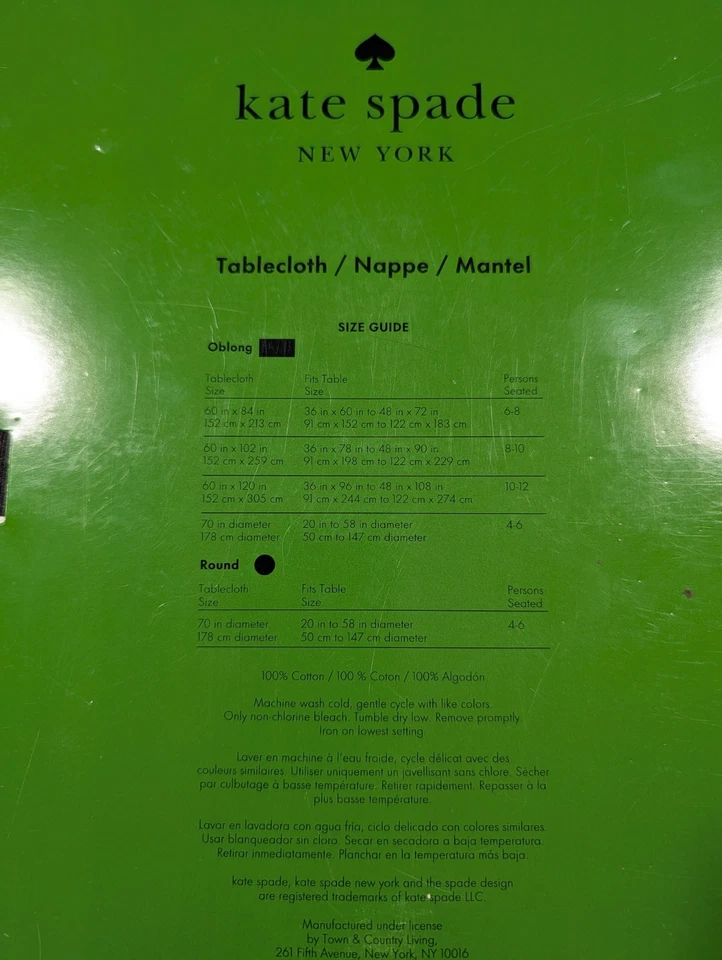 kate spade
NEW YORK
Tablecloth / Nappe / Mantel
SIZE GUIDE
Oblong
Tablecloth Fits Table Persons
Size Size Seated
60 in x 84 in 36 in x 60 in to 48 in x 72 in 6-8
152 cm x 213 cm 91 cm x 152 cm to 122 cm x 183 cm
60 in x 102 in 36 in x 78 in to 48 in x 90 in 8-10
152 cm x 259 cm 91 cm x 198 cm to 122 cm x 229 cm
60 in x 120 in 36 in x 96 in to 48 in x 108 in 10-12
152 cm x 305 cm 91 cm x 244 cm to 122 cm x 274 cm
70 in diameter 20 in to 58 in diameter 4-6
178 cm diameter 50 cm to 147 cm diameter
Round
Tablecloth Fits Table Persons
Size Size Seated
70 in diameter 20 in to 58 in diameter 4-6
178 cm diameter 50 cm to 147 cm diameter
100% Cotton / 100 % Coton / 100% Algodón
Machine wash cold, gentle cycle with like colors.
Only non-chlorine bleach. Tumble dry low. Remove promptly.
Iron on lowest setting
Laver en machine à l'eau froide, cycle délicat avec des
couleurs similaires. Utiliser uniquement un javellisant sans chlore. Sécher
par culbutage à basse température. Retirer rapidement. Repasser à la
plus basse température.
Lavar en lavadora con agua fría, ciclo delicado con colores similares.
Usar blanqueador sin cloro. Secar en secadora a baja temperatura.
Retirar inmediatamente. Planchar en la temperatura más baja.
kate spade, kate spade new york and the spade design
are registered trademarks of kate spade LLC.
Manufactured under license
by Town & Country Living,
261 Fifth Avenue, New York, NY 10016